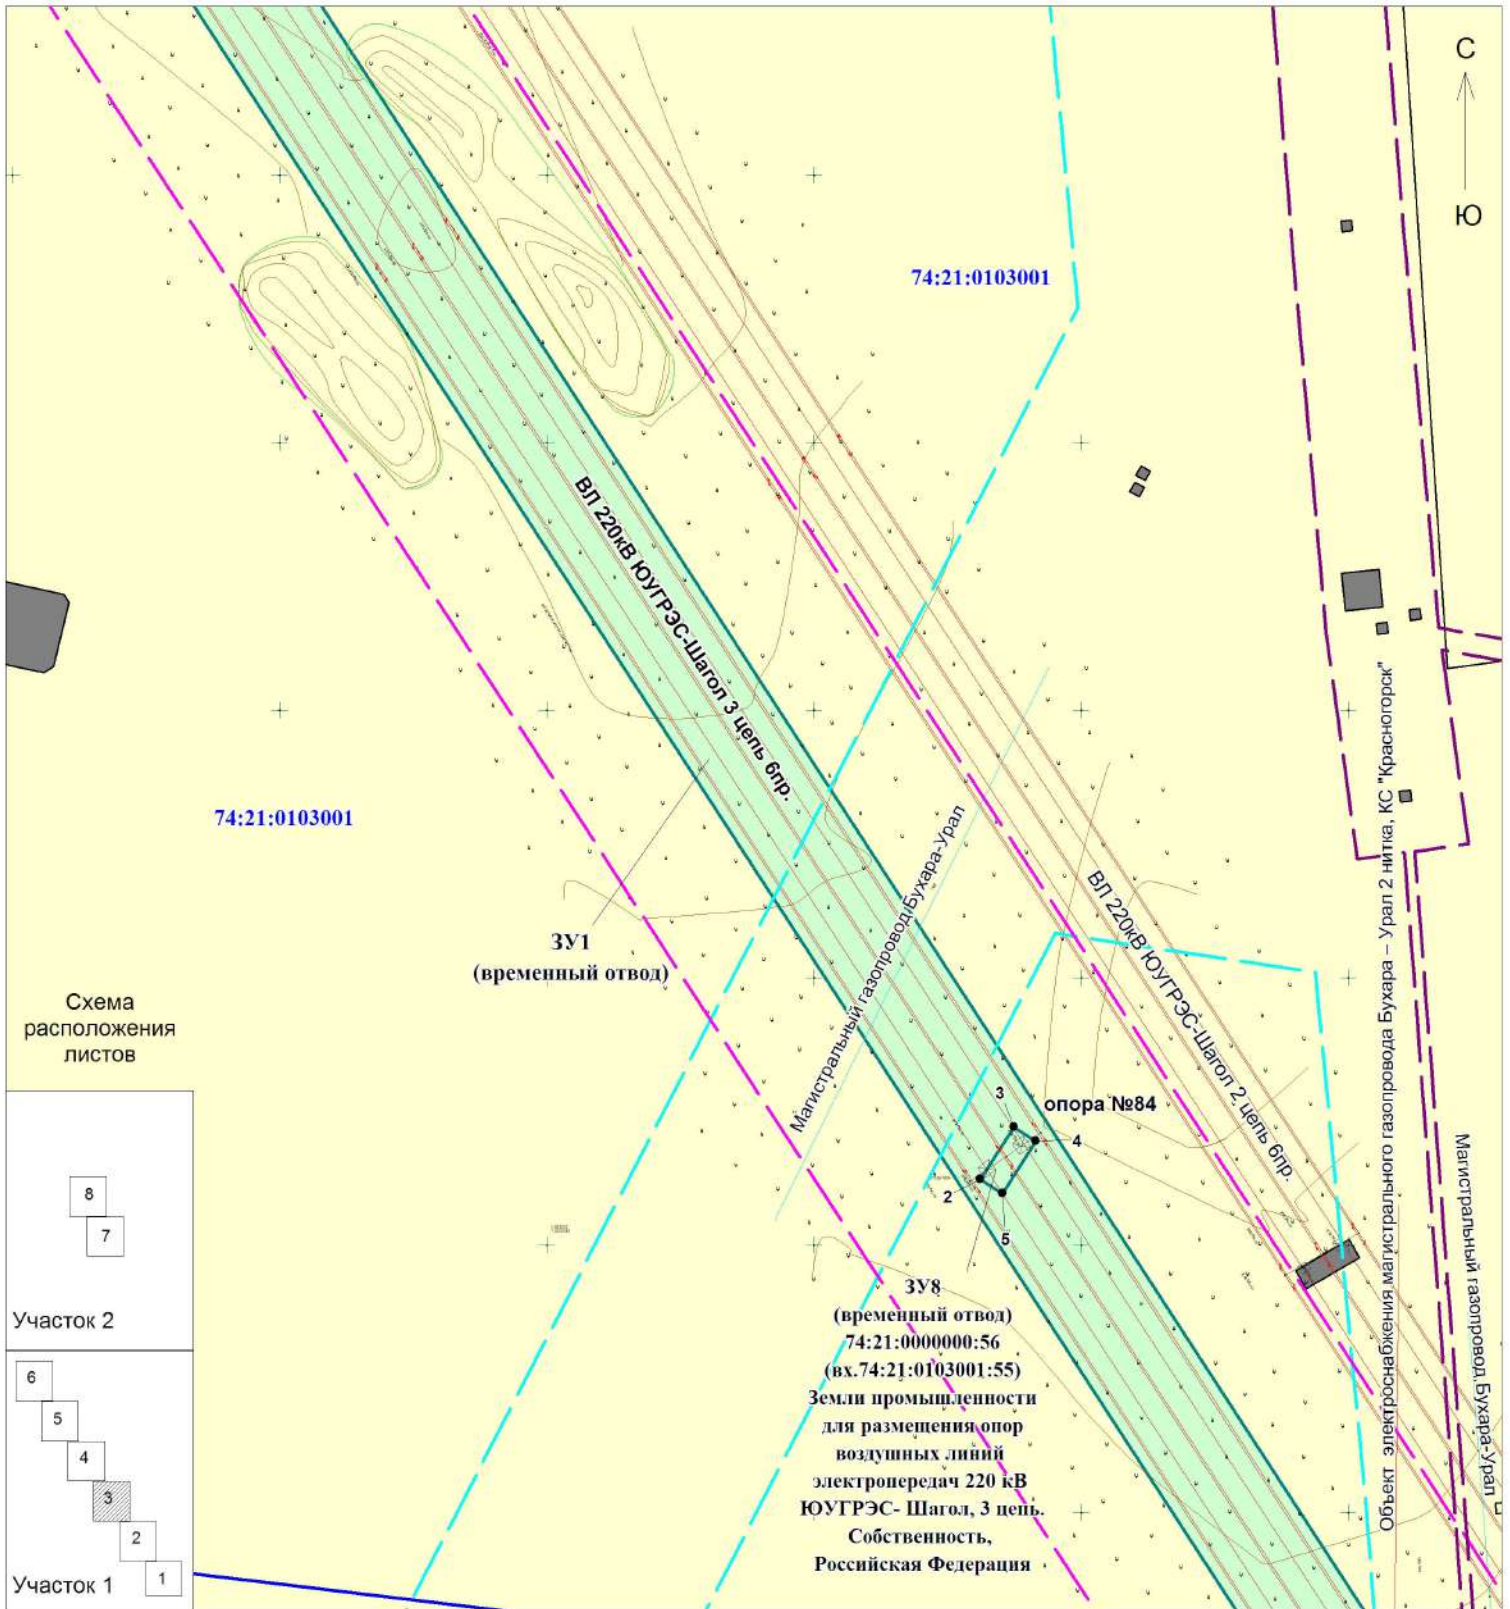 С
Ю
74:21:0103001
ВЛ 220кВ ЮУГРЭС-Шагол 3 цепь 6пр.
74:21:0103001
Магистральный газопровод Бухара-Урал
ВЛ 220кВ ЮУГРЭС-Шагол 2 цепь 6пр.
Объект электроснабжения магистрального газопровода Бухара – Урал 2 нитка, КС "Красногорск"
Магистральный газопровод Бухара-Урал
ЗУ1
(временный отвод)
3
опора №84
4
2
5
ЗУ8
(временный отвод)
74:21:0000000:56
(вх.74:21:0103001:55)
Земли промышленности
для размещения опор
воздушных линий
электропередач 220 кВ
ЮУГРЭС- Шагол, 3 цепь.
Собственность,
Российская Федерация
Схема
расположения
листов
8
7
Участок 2
6
5
4
3
2
1
Участок 1